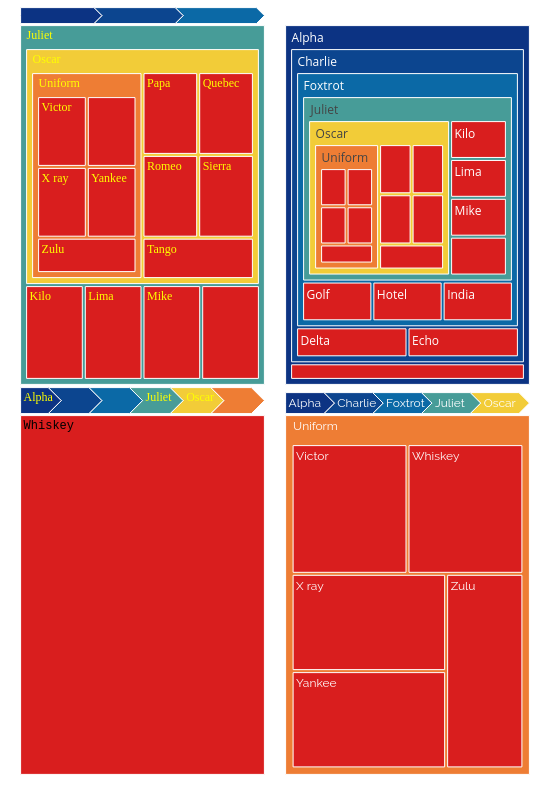 Juliet
Oscar
Uniform
Papa
Quebec
Victor
Romeo
Sierra
X ray
Yankee
Zulu
Tango
Kilo
Lima
Mike
Alpha
Charlie
Foxtrot
Juliet
Oscar
Kilo
Uniform
Lima
Mike
Golf
Hotel
India
Delta
Echo
Alpha
Juliet
Oscar
Whiskey
Alpha
Charlie
Foxtrot
Juliet
Oscar
Uniform
Victor
Whiskey
X ray
Zulu
Yankee